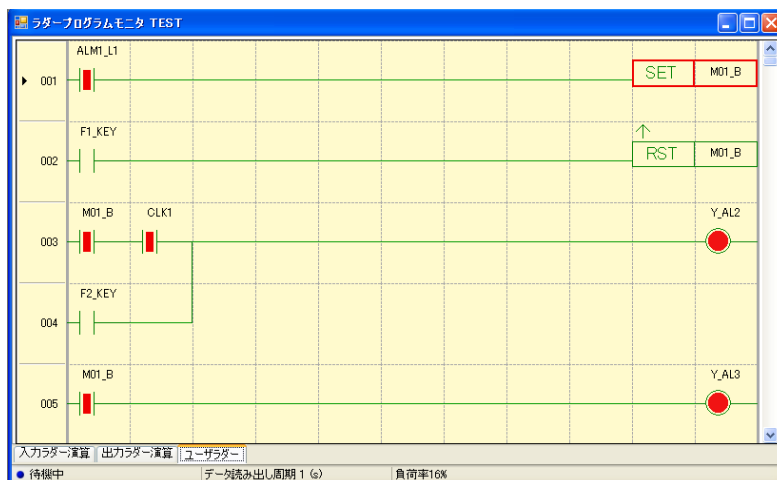 ラダープログラムモニタ TEST
ALM1_L1
001 SET M01_B
F1_KEY
002 RST M01_B
M01_B CLK1 Y_AL2
003
F2_KEY
004
M01_B Y_AL3
005
入力ラダー演算 出力ラダー演算 ユーザラダー
待機中 データ読み出し周期 1 (s) 負荷率16%